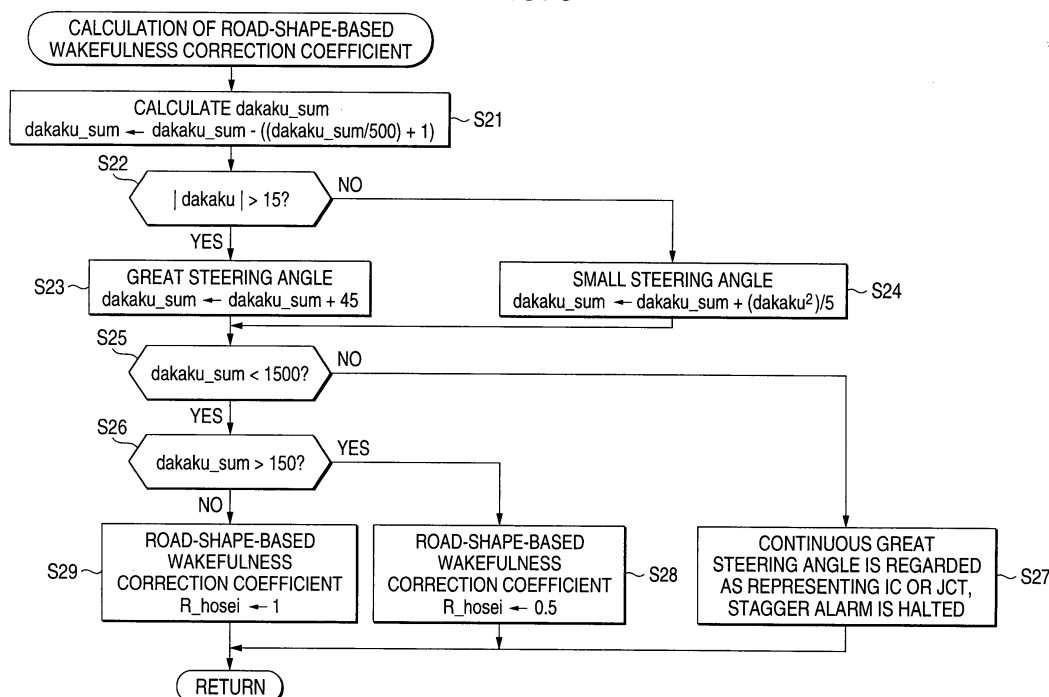 CALCULATION OF ROAD-SHAPE-BASED
WAKEFULNESS CORRECTION COEFFICIENT
CALCULATE dakaku_sum
dakaku_sum ← dakaku_sum - ((dakaku_sum/500) + 1)
S21
S22
| dakaku | > 15?
NO
YES
S23
GREAT STEERING ANGLE
dakaku_sum ← dakaku_sum + 45
SMALL STEERING ANGLE
dakaku_sum ← dakaku_sum + (dakaku²)/5
S24
S25
dakaku_sum < 1500?
NO
YES
S26
dakaku_sum > 150?
YES
NO
S29
ROAD-SHAPE-BASED
WAKEFULNESS
CORRECTION COEFFICIENT
R_hosei ← 1
ROAD-SHAPE-BASED
WAKEFULNESS
CORRECTION COEFFICIENT
R_hosei ← 0.5
S28
CONTINUOUS GREAT
STEERING ANGLE IS REGARDED
AS REPRESENTING IC OR JCT,
STAGGER ALARM IS HALTED
S27
RETURN